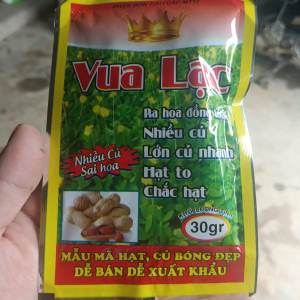 Vua Lạc
Ra hoa đồng
Nhiều củ
Lớn củ nhanh
Hạt to
Chắc hạt
Nhiều Củ
Sai hoa
30gr
MẪU MÃ HẠT, CỦ BÓNG ĐẸP
DỄ BÁN DỄ XUẤT KHẨU